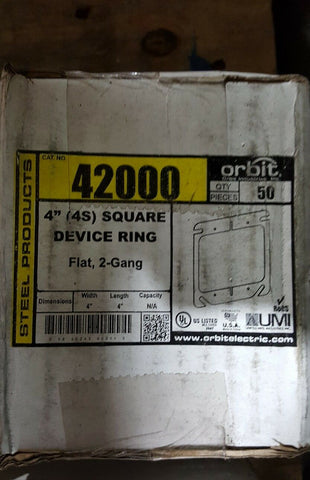 STEEL PRODUCTS
CAT. NO.
42000
orbit
QTY
PIECES
50
4" (4S) SQUARE
DEVICE RING
Flat, 2-Gang
Dimensions
Width
Length
Capacity
4"
4"
N/A
UL
US LISTED
U.S.A.
RoHS
UMI
www.orbitelectric.com